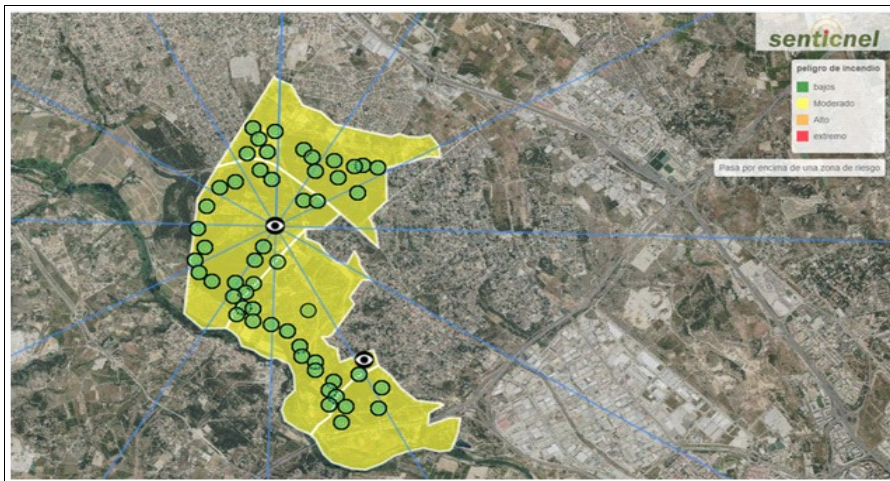 senticnel
peligro de incendio
bajos
Moderado
Alto
extremo
Pasa por encima de una zona de riesgo